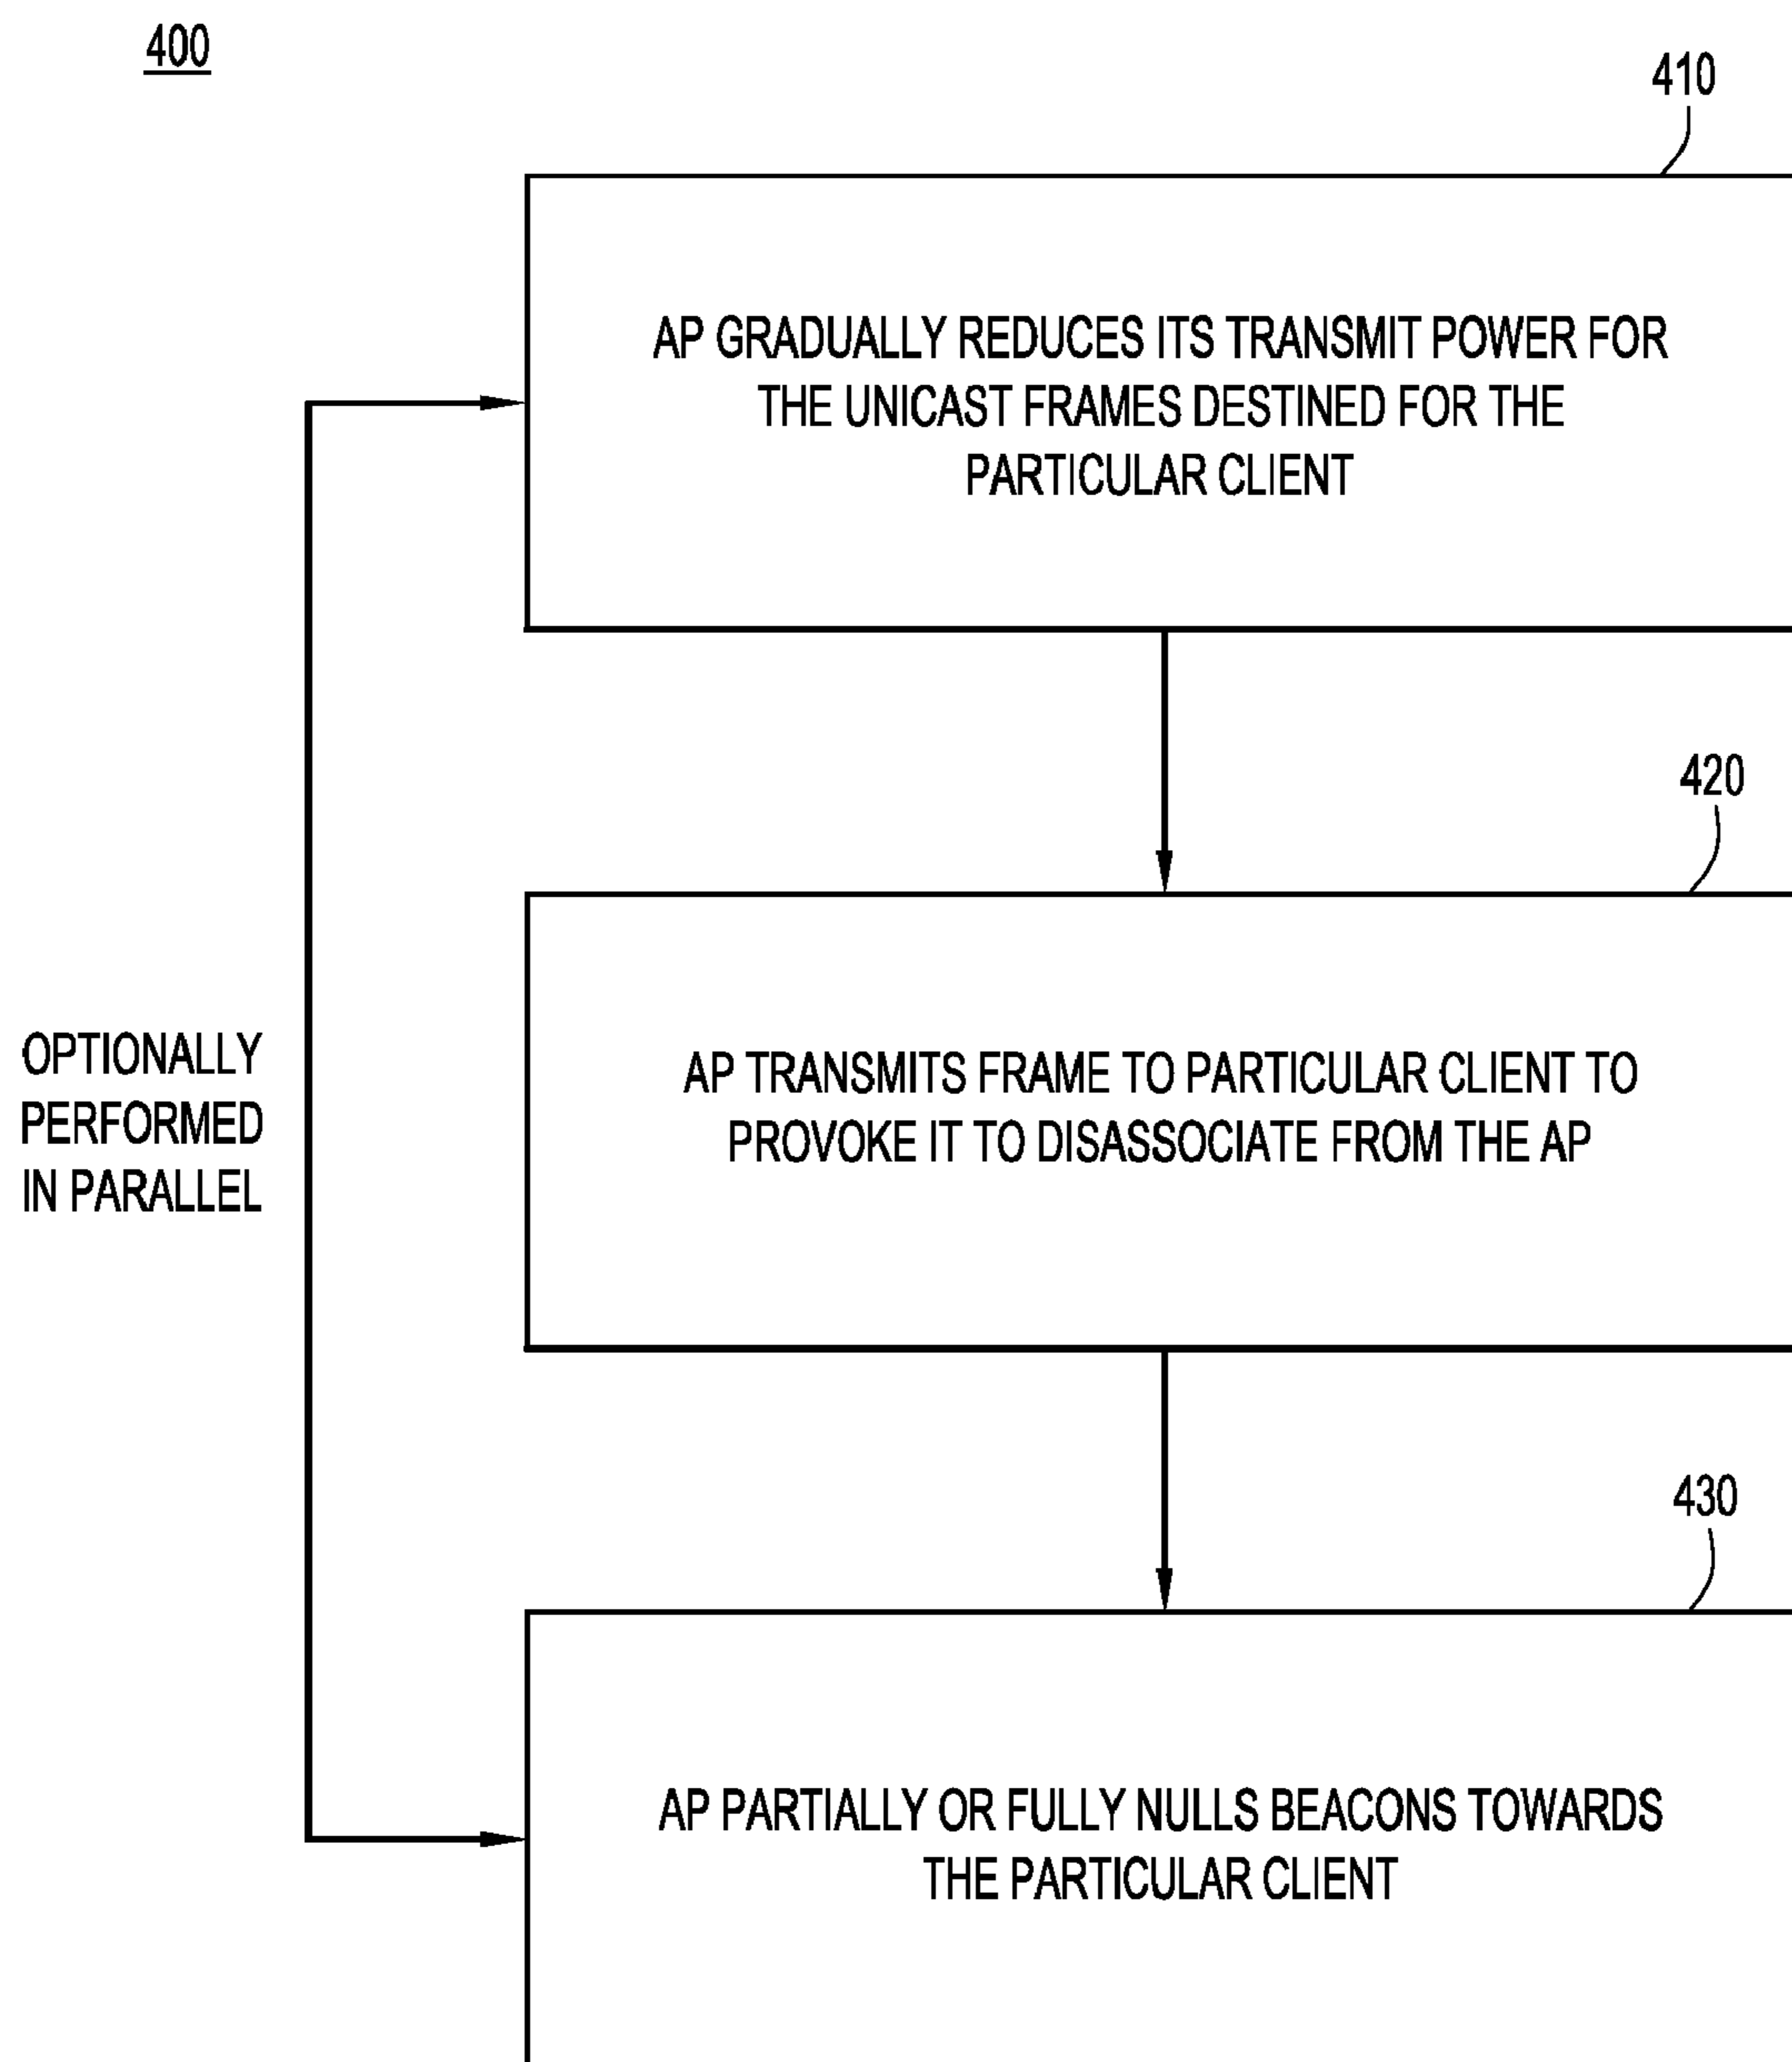 400
410
AP GRADUALLY REDUCES ITS TRANSMIT POWER FOR
THE UNICAST FRAMES DESTINED FOR THE
PARTICULAR CLIENT
420
OPTIONALLY
PERFORMED
IN PARALLEL
AP TRANSMITS FRAME TO PARTICULAR CLIENT TO
PROVOKE IT TO DISASSOCIATE FROM THE AP
430
AP PARTIALLY OR FULLY NULLS BEACONS TOWARDS
THE PARTICULAR CLIENT